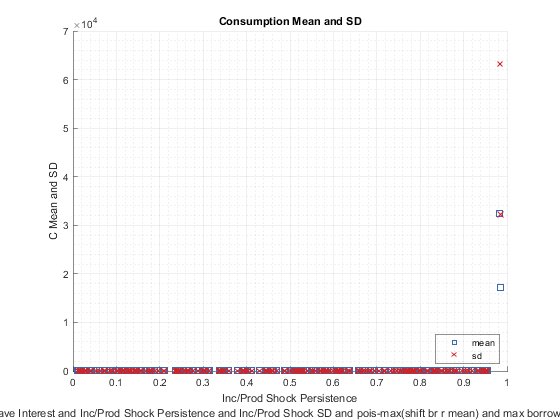 Consumption Mean and SD
×10⁴
7
6
5
4
3
2
1
0
C Mean and SD
0 0.1 0.2 0.3 0.4 0.5 0.6 0.7 0.8 0.9 1
Inc/Prod Shock Persistence
mean
sd
ave Interest and Inc/Prod Shock Persistence and Inc/Prod Shock SD and pois-max(shift br r mean) and max borrow